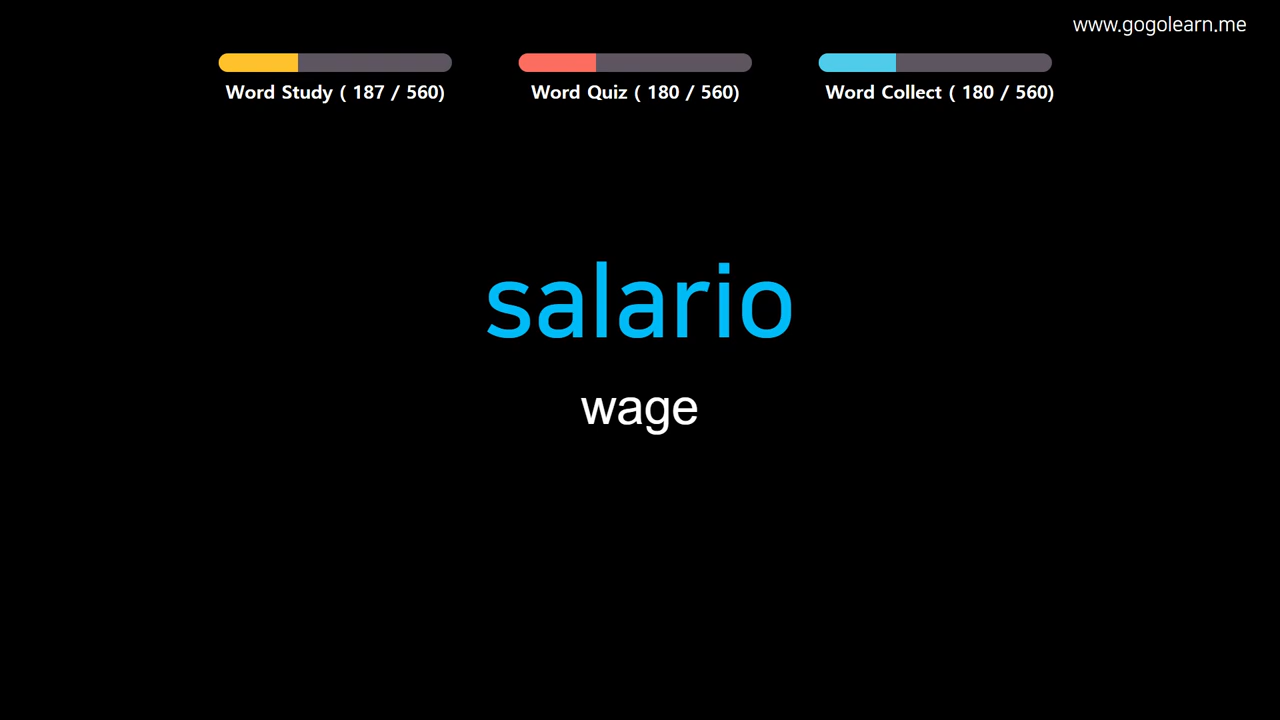 www.gogolearn.me
Word Study ( 187 / 560)
Word Quiz ( 180 / 560)
Word Collect ( 180 / 560)
salario
wage